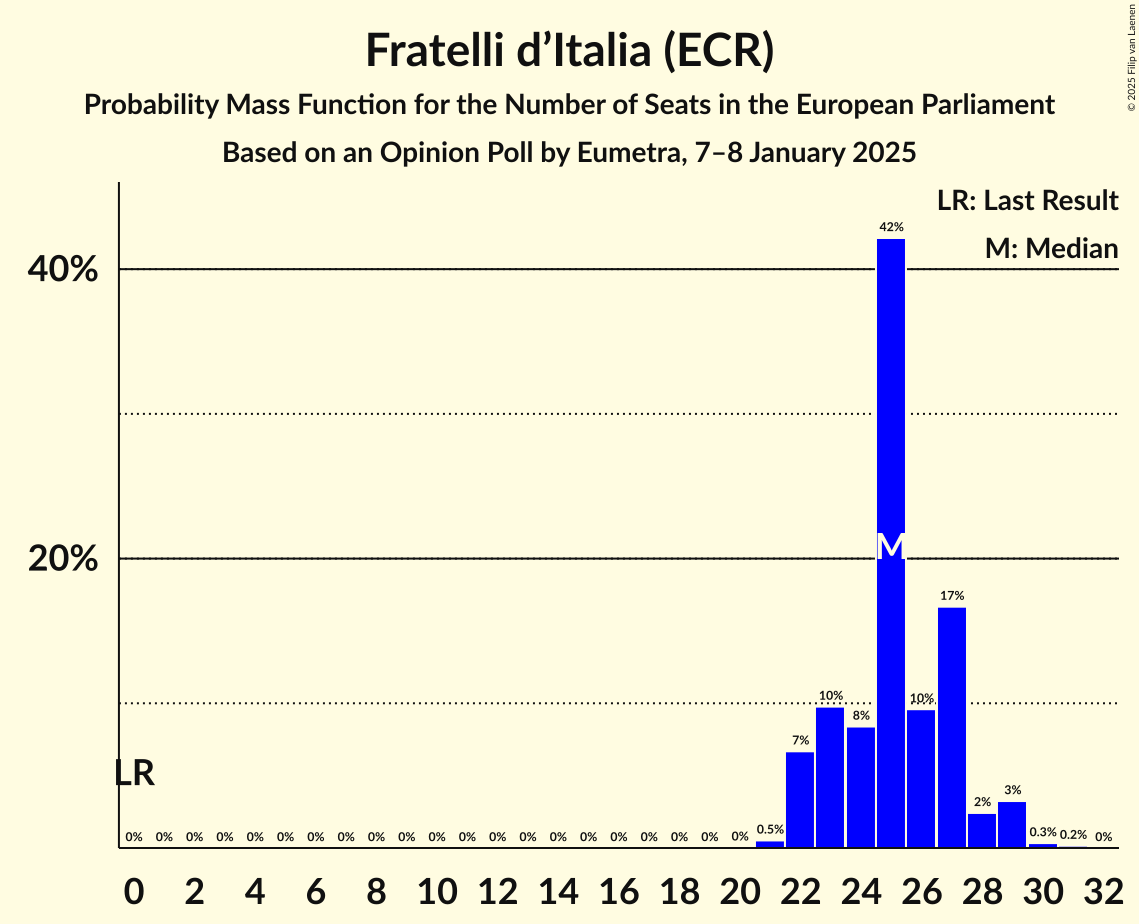 Fratelli d’Italia (ECR)
Probability Mass Function for the Number of Seats in the European Parliament
Based on an Opinion Poll by Eumetra, 7–8 January 2025
© 2025 Filip van Laenen
LR: Last Result
M: Median
40%
20%
42%
M
17%
10%
10%
8%
7%
3%
2%
LR
0% 0% 0% 0% 0% 0% 0% 0% 0% 0% 0% 0% 0% 0% 0% 0% 0% 0% 0% 0% 0% 0.5% 0.3% 0.2% 0%
0 2 4 6 8 10 12 14 16 18 20 22 24 26 28 30 32